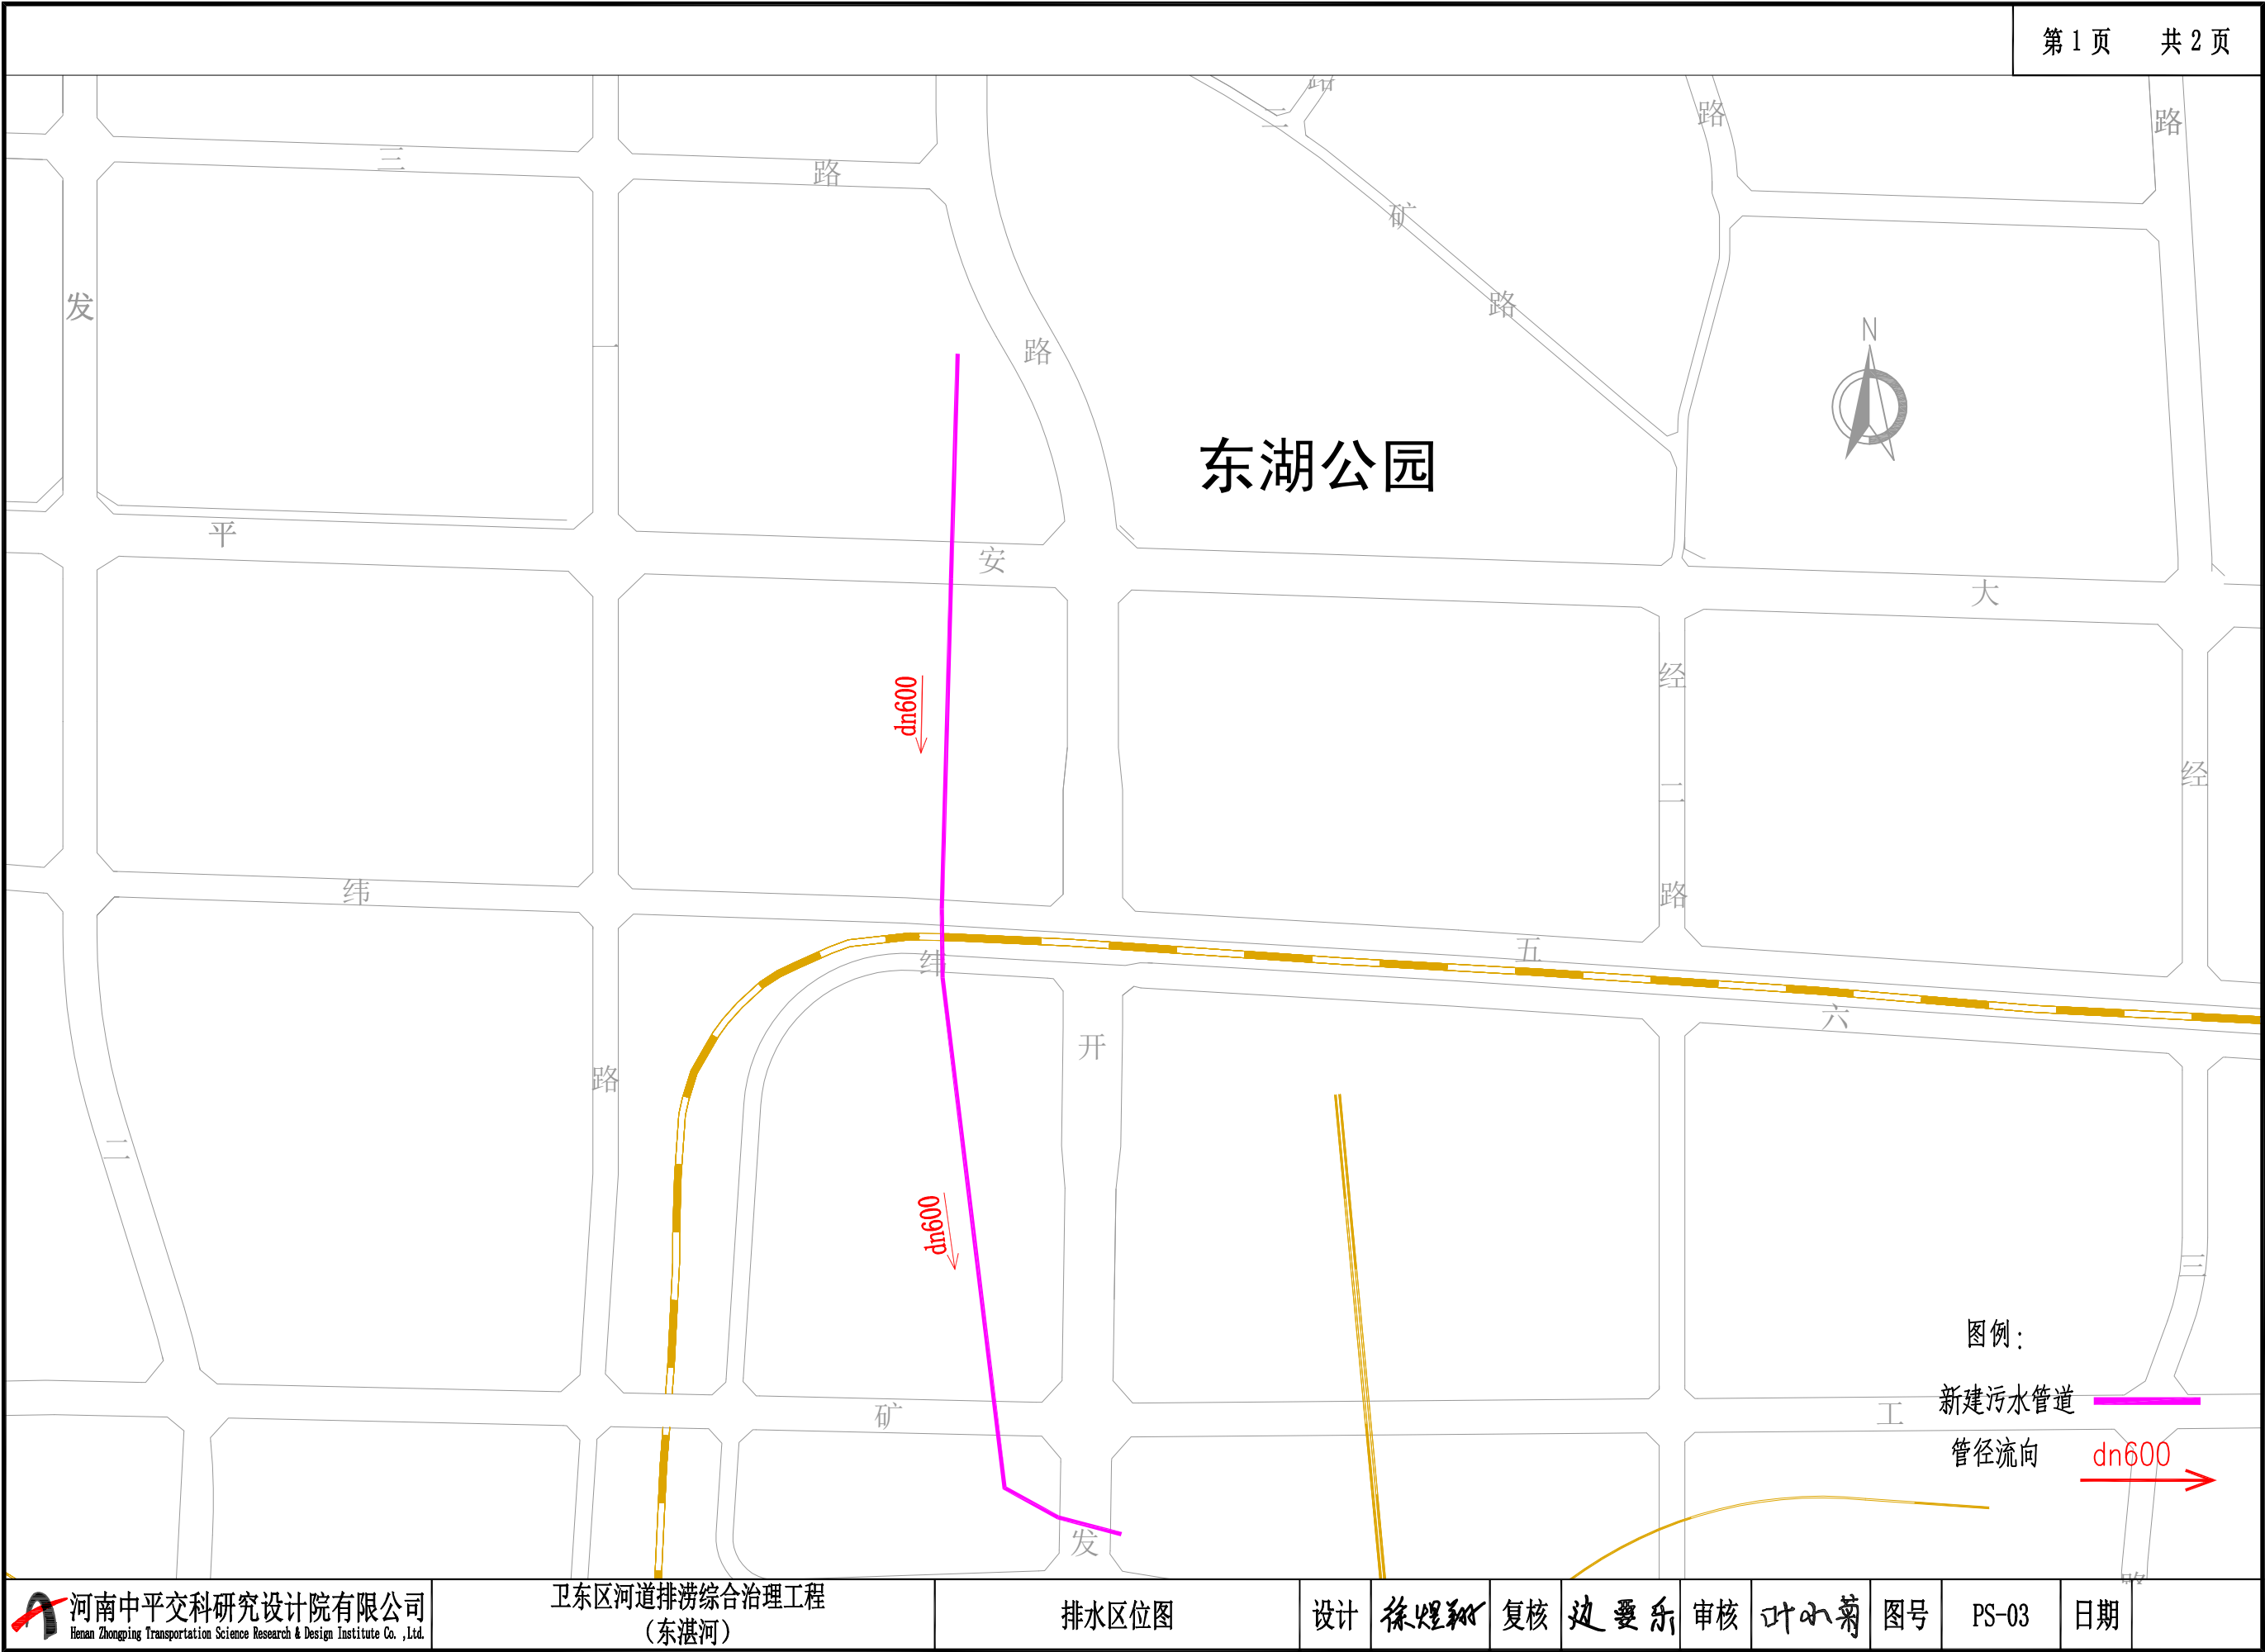 第 1 页 共 2 页
路
二
路
路
三
路
矿
发
路
N
一
路
东湖公园
平
安
大
经
dn600
经
二
纬
路
五
纬
六
开
路
二
dn600
三
图例:
新建污水管道
矿
工
管径流向 dn600
发
路
河南中平交科研究设计院有限公司
Henan Zhongping Transportation Science Research & Design Institute Co. ,Ltd.
卫东区河道排涝综合治理工程
(东湛河)
排水区位图
设计
复核
审核
图号
PS-03
日期